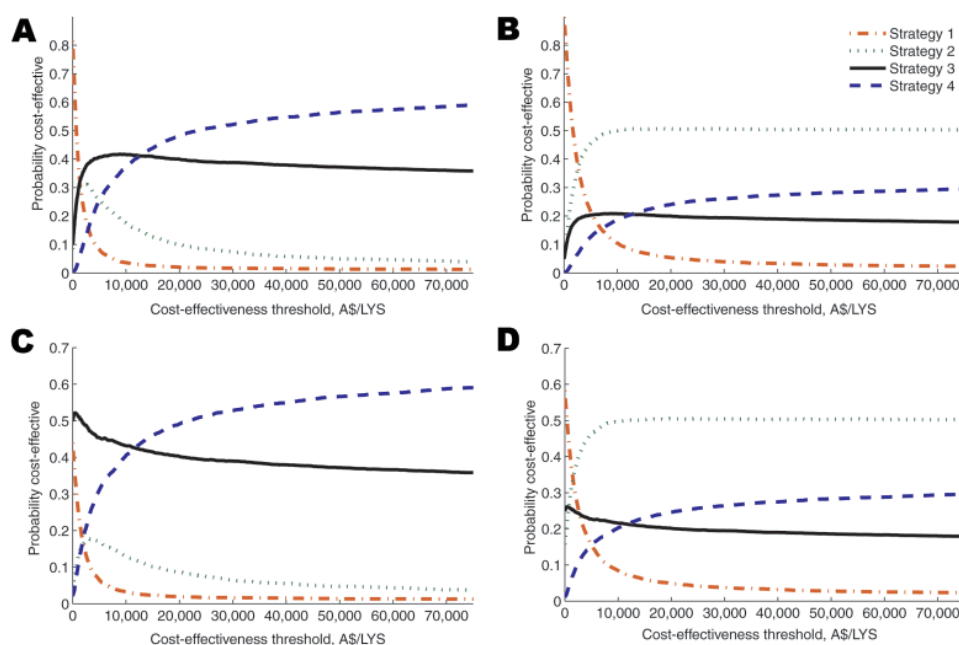 A
Probability cost-effective
0.8
0.7
0.6
0.5
0.4
0.3
0.2
0.1
0
0 10,000 20,000 30,000 40,000 50,000 60,000 70,000
Cost-effectiveness threshold, A$/LYS
B
Probability cost-effective
0.8
0.7
0.6
0.5
0.4
0.3
0.2
0.1
0
0 10,000 20,000 30,000 40,000 50,000 60,000 70,000
Cost-effectiveness threshold, A$/LYS
Strategy 1
Strategy 2
Strategy 3
Strategy 4
C
Probability cost-effective
0.7
0.6
0.5
0.4
0.3
0.2
0.1
0
0 10,000 20,000 30,000 40,000 50,000 60,000 70,000
Cost-effectiveness threshold, A$/LYS
D
Probability cost-effective
0.7
0.6
0.5
0.4
0.3
0.2
0.1
0
0 10,000 20,000 30,000 40,000 50,000 60,000 70,000
Cost-effectiveness threshold, A$/LYS